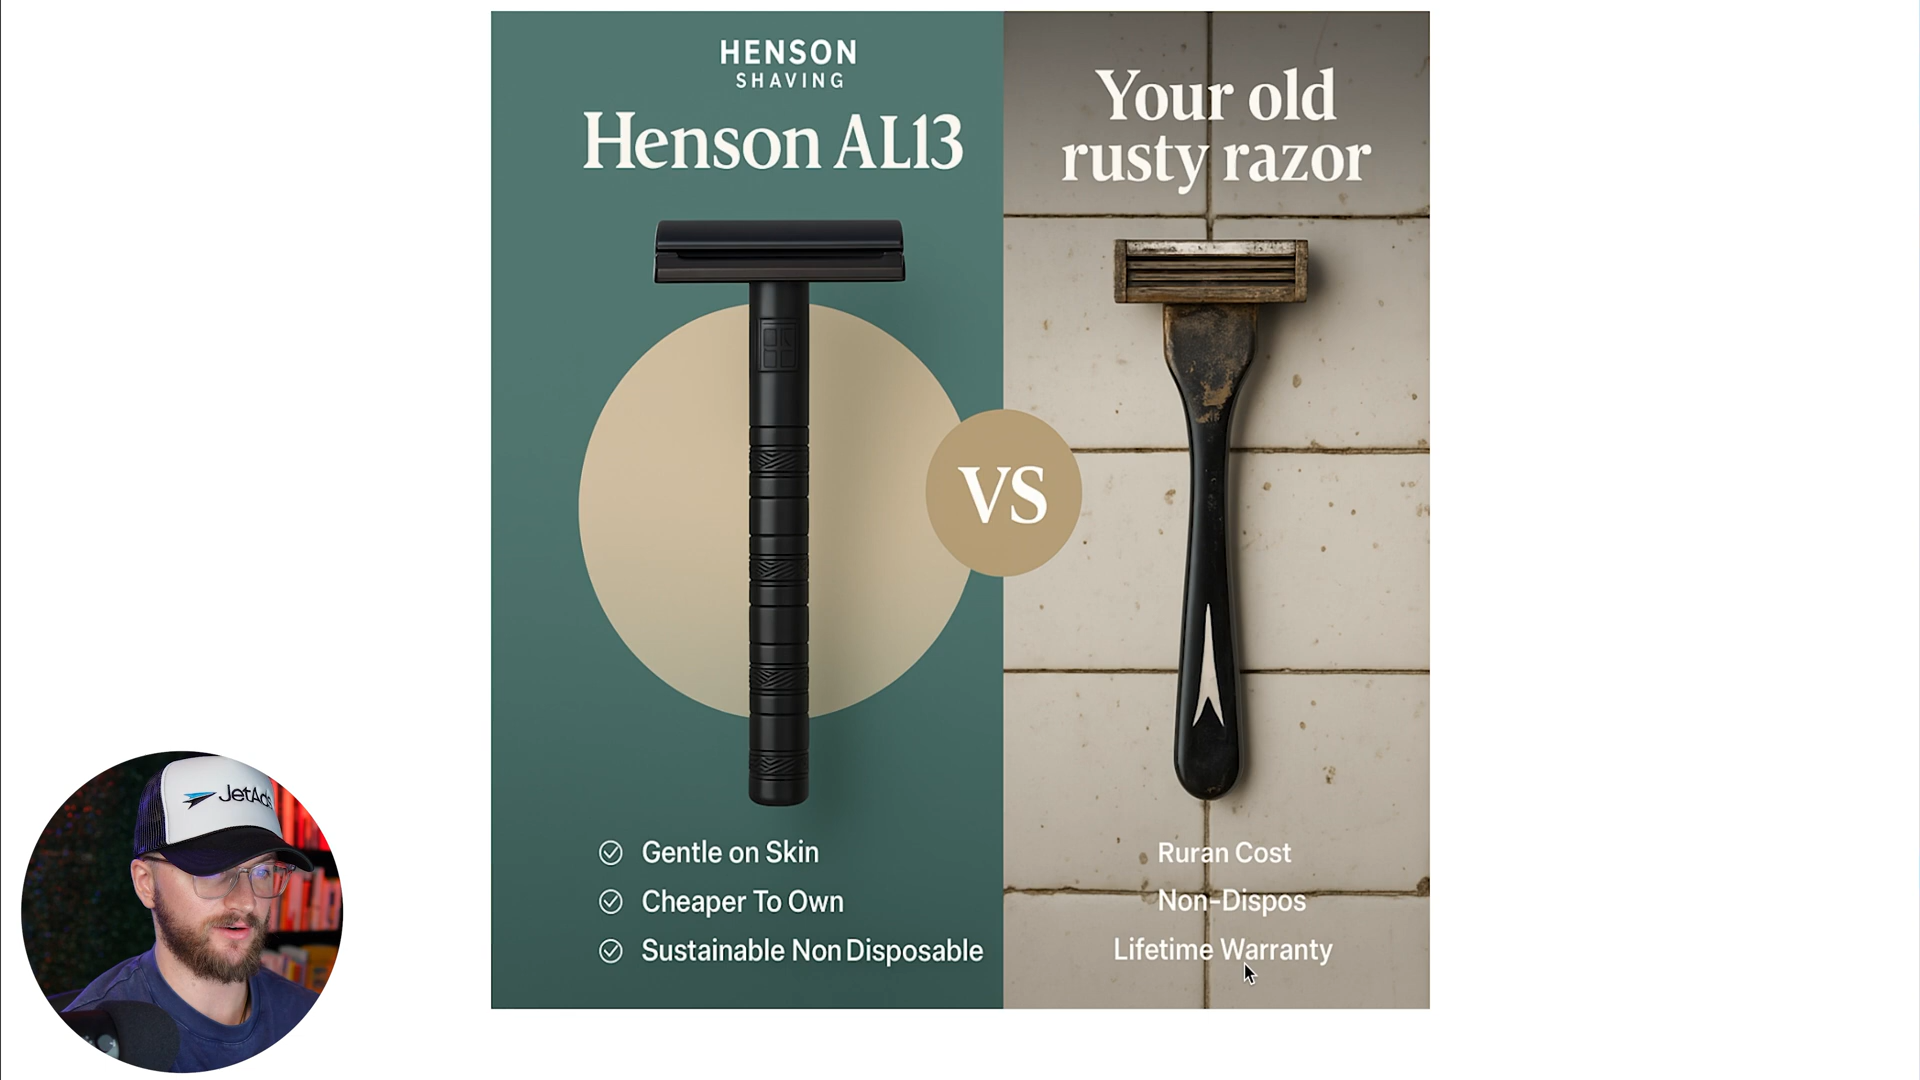 HENSON
SHAVING
Henson AL13
Your old
rusty razor
VS
Gentle on Skin
Cheaper To Own
Sustainable Non Disposable
Ruran Cost
Non-Dispos
Lifetime Warranty
JetAds